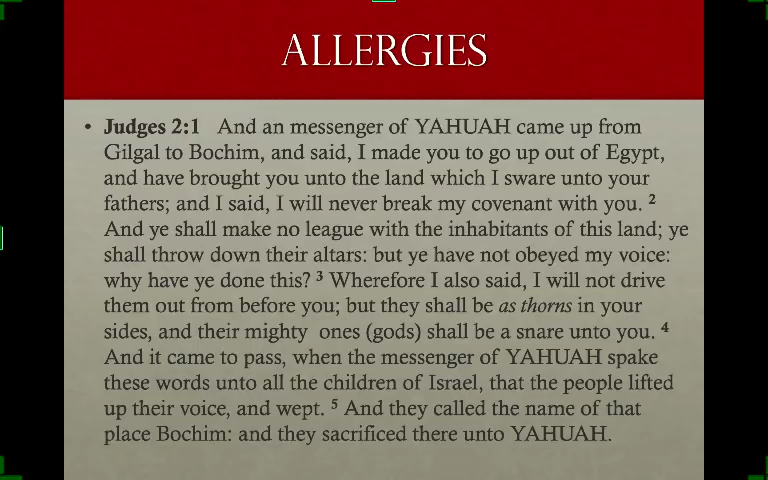 ALLERGIES
• Judges 2:1 And an messenger of YAHUAH came up from
Gilgal to Bochim, and said, I made you to go up out of Egypt,
and have brought you unto the land which I sware unto your
fathers; and I said, I will never break my covenant with you. ²
And ye shall make no league with the inhabitants of this land; ye
shall throw down their altars: but ye have not obeyed my voice:
why have ye done this? ³ Wherefore I also said, I will not drive
them out from before you; but they shall be as thorns in your
sides, and their mighty ones (gods) shall be a snare unto you. ⁴
And it came to pass, when the messenger of YAHUAH spake
these words unto all the children of Israel, that the people lifted
up their voice, and wept. ⁵ And they called the name of that
place Bochim: and they sacrificed there unto YAHUAH.